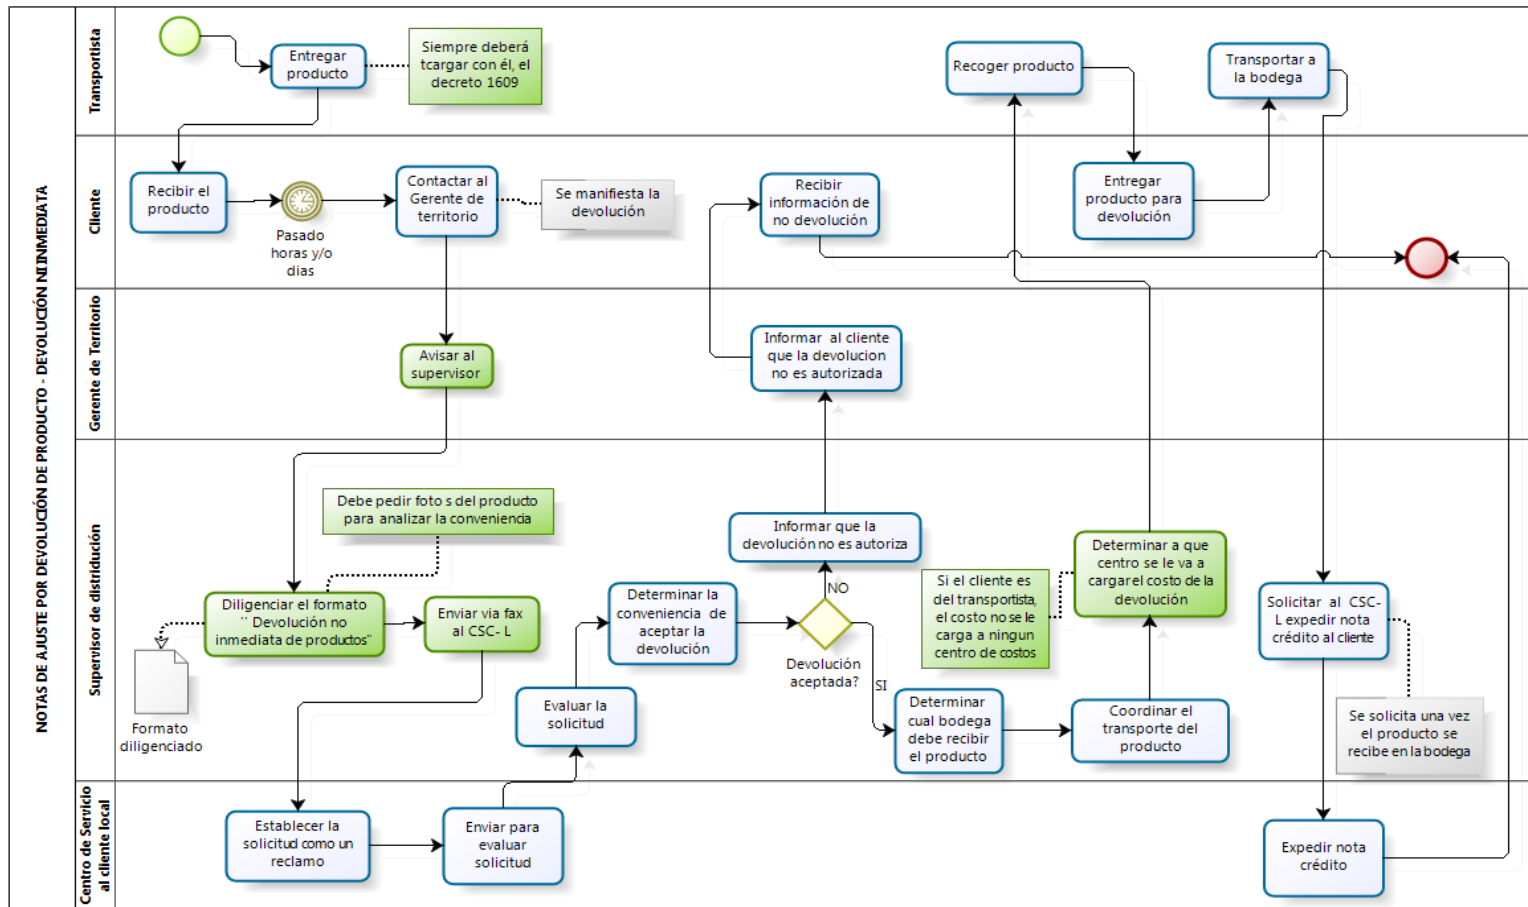 NOTAS DE AJUSTE POR DEVOLUCIÓN DE PRODUCTO - DEVOLUCIÓN NI INMEDIATA
Transportista
Entregar
producto
Siempre deberá
tcargar con él, el
decreto 1609
Recoger producto
Transportar a
la bodega
Cliente
Recibir el
producto
Pasado
horas y/o
dias
Contactar al
Gerente de
territorio
Se manifiesta la
devolución
Recibir
información de
no devolución
Entregar
producto para
devolución
Gerente de Territorio
Avisar al
supervisor
Informar al cliente
que la devolucion
no es autorizada
Supervisor de distridución
Debe pedir foto s del producto
para analizar la conveniencia
Diligenciar el formato
'' Devolución no
inmediata de productos"
Formato
diligenciado
Enviar via fax
al CSC- L
Evaluar la
solicitud
Determinar la
conveniencia de
aceptar la
devolución
Informar que la
devolución no es autoriza
NO
Devolución
aceptada?
SI
Determinar
cual bodega
debe recibir
el producto
Si el cliente es
del transportista,
el costo no se le
carga a ningun
centro de costos
Determinar a que
centro se le va a
cargar el costo de la
devolución
Coordinar el
transporte del
producto
Solicitar al CSC-
L expedir nota
crédito al cliente
Se solicita una vez
el producto se
recibe en la bodega
Centro de Servicio
al cliente local
Establecer la
solicitud como un
reclamo
Enviar para
evaluar
solicitud
Expedir nota
crédito